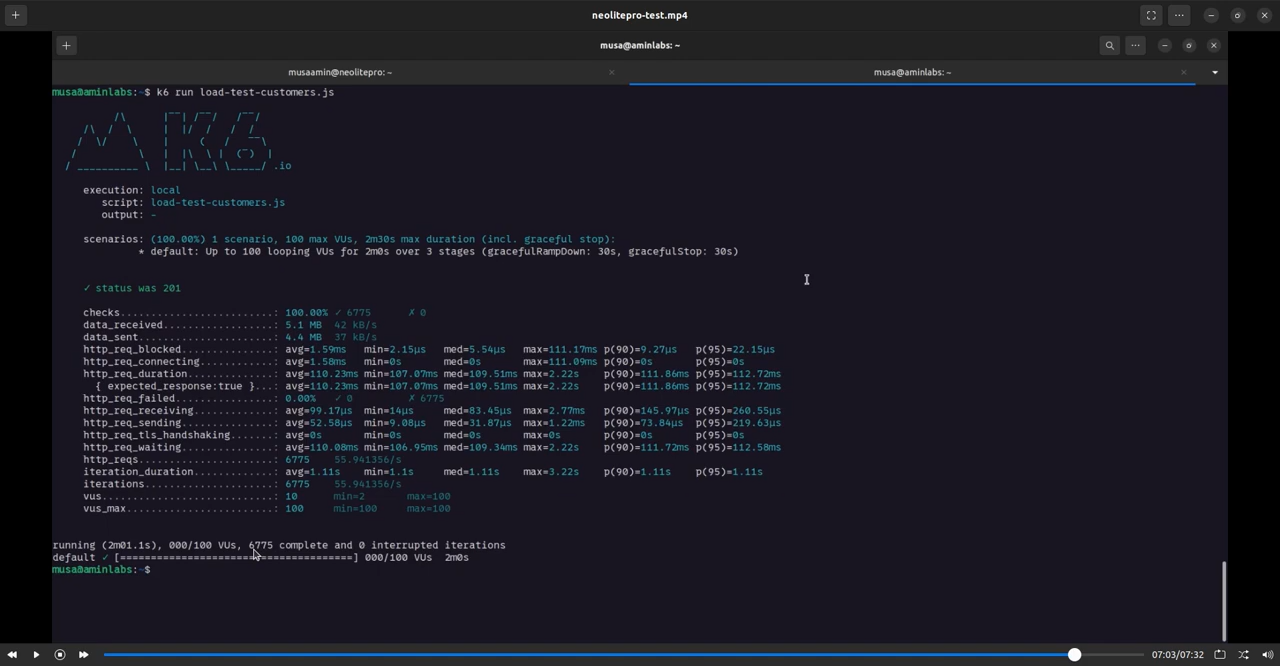 neolitepro-test.mp4
musa@aminlabs: ~
musaamin@neolitepro: ~
musa@aminlabs: ~
musa@aminlabs:~$ k6 run load-test-customers.js
.io
execution: local
script: load-test-customers.js
output: -
scenarios: (100.00%) 1 scenario, 100 max VUs, 2m30s max duration (incl. graceful stop):
* default: Up to 100 looping VUs for 2m0s over 3 stages (gracefulRampDown: 30s, gracefulStop: 30s)
✓ status was 201
checks.........................: 100.00% ✓ 6775 ✗ 0
data_received..................: 5.1 MB 42 kB/s
data_sent......................: 4.4 MB 37 kB/s
http_req_blocked...............: avg=1.59ms min=2.15µs med=5.54µs max=111.17ms p(90)=9.27µs p(95)=22.15µs
http_req_connecting............: avg=1.58ms min=0s med=0s max=111.09ms p(90)=0s p(95)=0s
http_req_duration..............: avg=110.23ms min=107.07ms med=109.51ms max=2.22s p(90)=111.86ms p(95)=112.72ms
{ expected_response:true }...: avg=110.23ms min=107.07ms med=109.51ms max=2.22s p(90)=111.86ms p(95)=112.72ms
http_req_failed................: 0.00% ✓ 0 ✗ 6775
http_req_receiving.............: avg=99.17µs min=14µs med=83.45µs max=2.77ms p(90)=145.97µs p(95)=260.55µs
http_req_sending...............: avg=52.58µs min=9.08µs med=31.87µs max=1.22ms p(90)=73.84µs p(95)=219.63µs
http_req_tls_handshaking.......: avg=0s min=0s med=0s max=0s p(90)=0s p(95)=0s
http_req_waiting...............: avg=110.08ms min=106.95ms med=109.34ms max=2.22s p(90)=111.72ms p(95)=112.58ms
http_reqs......................: 6775 55.941356/s
iteration_duration.............: avg=1.11s min=1.1s med=1.11s max=3.22s p(90)=1.11s p(95)=1.11s
iterations.....................: 6775 55.941356/s
vus............................: 10 min=2 max=100
vus_max........................: 100 min=100 max=100
running (2m01.1s), 000/100 VUs, 6775 complete and 0 interrupted iterations
default ✓ [======================================] 000/100 VUs 2m0s
musa@aminlabs:~$
07:03/07:32